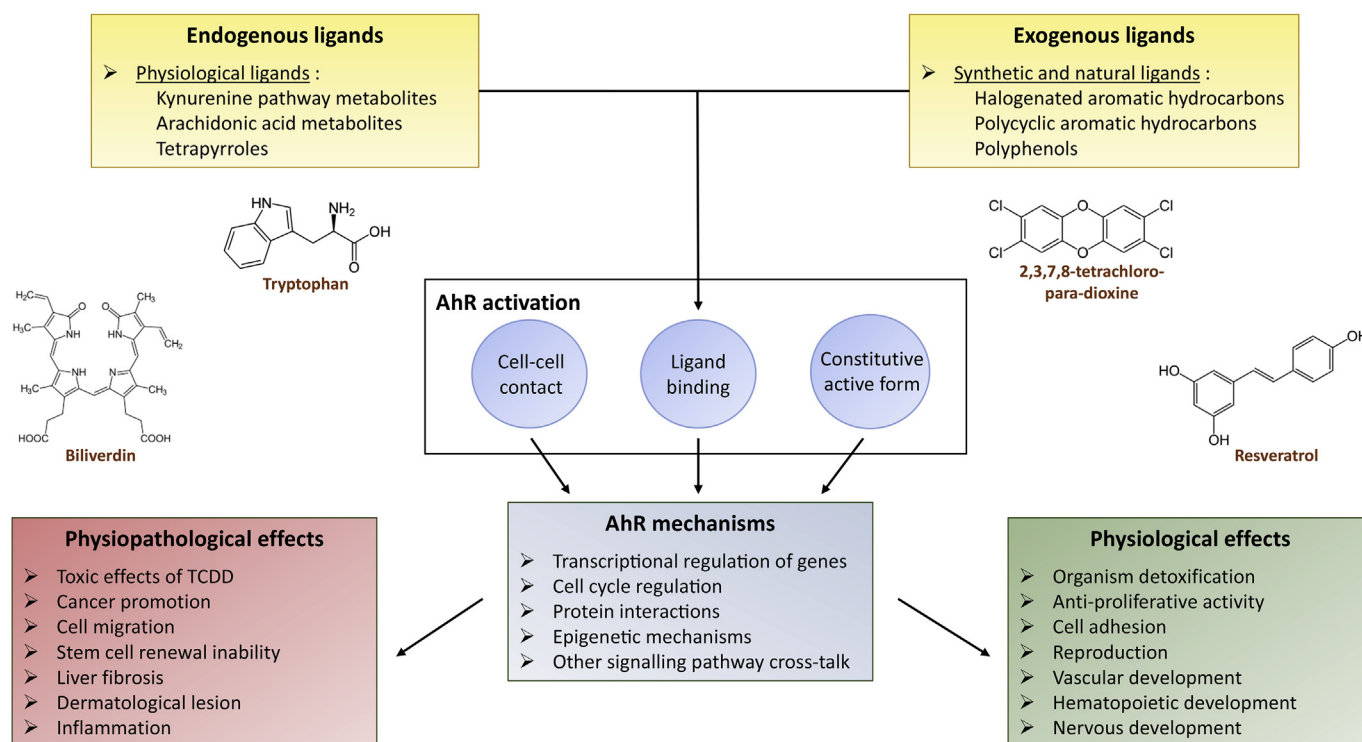 Endogenous ligands
➢ Physiological ligands :
Kynurenine pathway metabolites
Arachidonic acid metabolites
Tetrapyrroles
Exogenous ligands
➢ Synthetic and natural ligands :
Halogenated aromatic hydrocarbons
Polycyclic aromatic hydrocarbons
Polyphenols
HN
NH₂
OH
O
Tryptophan
Cl
O
Cl
Cl
O
Cl
2,3,7,8-tetrachloro-
para-dioxine
H₂C
O
O
CH₃
H₃C
NH
HN
CH₂
NH
N
H₃C
CH₃
HOOC
COOH
Biliverdin
AhR activation
Cell-cell
contact
Ligand
binding
Constitutive
active form
OH
HO
OH
Resveratrol
Physiopathological effects
➢ Toxic effects of TCDD
➢ Cancer promotion
➢ Cell migration
➢ Stem cell renewal inability
➢ Liver fibrosis
➢ Dermatological lesion
➢ Inflammation
AhR mechanisms
➢ Transcriptional regulation of genes
➢ Cell cycle regulation
➢ Protein interactions
➢ Epigenetic mechanisms
➢ Other signalling pathway cross-talk
Physiological effects
➢ Organism detoxification
➢ Anti-proliferative activity
➢ Cell adhesion
➢ Reproduction
➢ Vascular development
➢ Hematopoietic development
➢ Nervous development